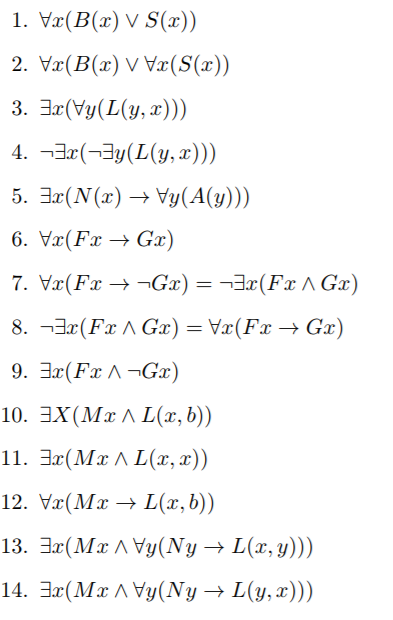 1. ∀x(B(x) ∨ S(x))
2. ∀x(B(x) ∨ ∀x(S(x))
3. ∃x(∀y(L(y, x)))
4. ¬∃x(¬∃y(L(y, x)))
5. ∃x(N(x) → ∀y(A(y)))
6. ∀x(Fx → Gx)
7. ∀x(Fx → ¬Gx) = ¬∃x(Fx ∧ Gx)
8. ¬∃x(Fx ∧ Gx) = ∀x(Fx → Gx)
9. ∃x(Fx ∧ ¬Gx)
10. ∃X(Mx ∧ L(x, b))
11. ∃x(Mx ∧ L(x, x))
12. ∀x(Mx → L(x, b))
13. ∃x(Mx ∧ ∀y(Ny → L(x, y)))
14. ∃x(Mx ∧ ∀y(Ny → L(y, x)))